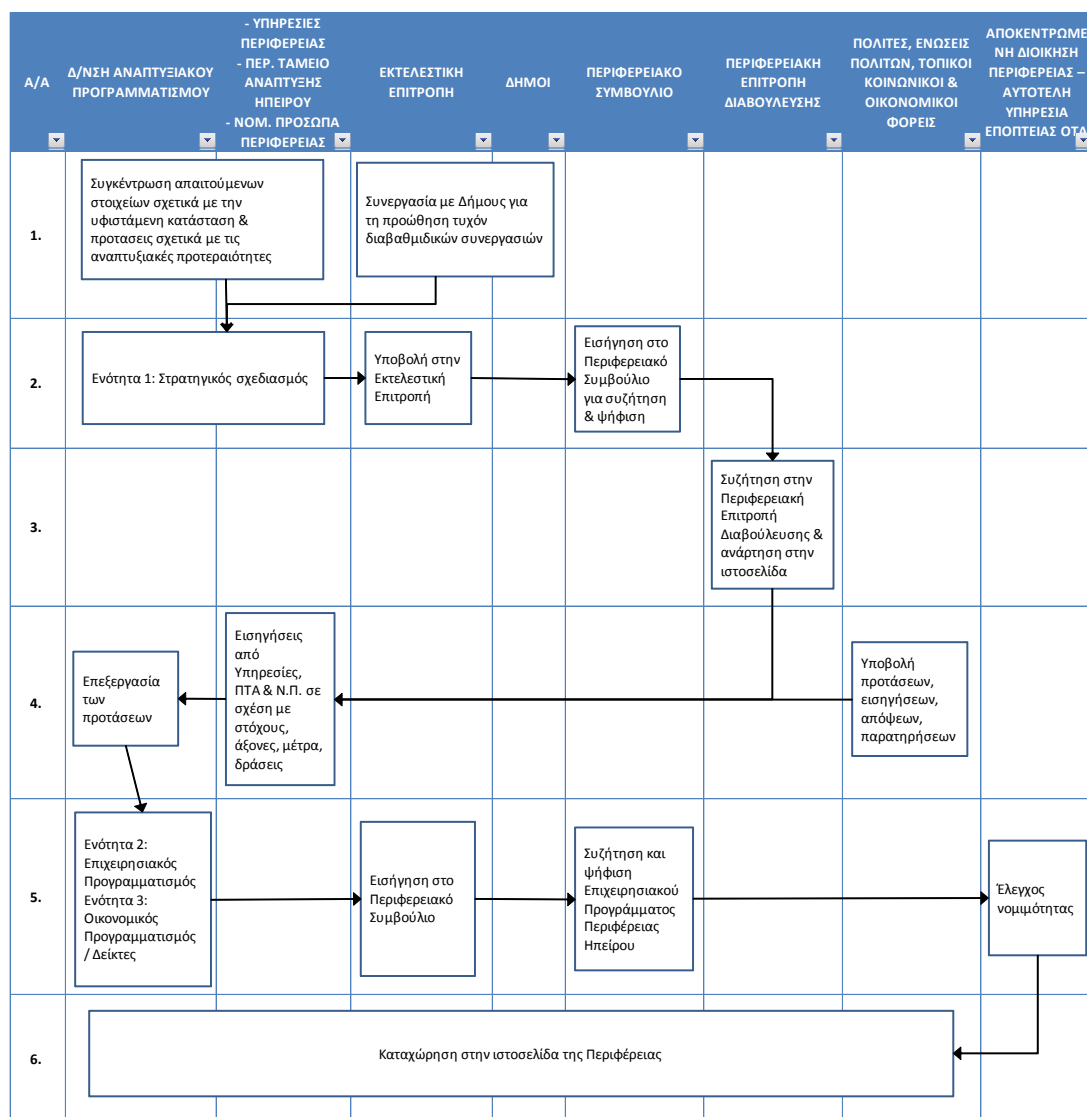 Α/Α
Δ/ΝΣΗ ΑΝΑΠΤΥΞΙΑΚΟΥ
ΠΡΟΓΡΑΜΜΑΤΙΣΜΟΥ
- ΥΠΗΡΕΣΙΕΣ
ΠΕΡΙΦΕΡΕΙΑΣ
- ΠΕΡ. ΤΑΜΕΙΟ
ΑΝΑΠΤΥΞΗΣ
ΗΠΕΙΡΟΥ
- ΝΟΜ. ΠΡΟΣΩΠΑ
ΠΕΡΙΦΕΡΕΙΑΣ
ΕΚΤΕΛΕΣΤΙΚΗ
ΕΠΙΤΡΟΠΗ
ΔΗΜΟΙ
ΠΕΡΙΦΕΡΕΙΑΚΟ
ΣΥΜΒΟΥΛΙΟ
ΠΕΡΙΦΕΡΕΙΑΚΗ
ΕΠΙΤΡΟΠΗ
ΔΙΑΒΟΥΛΕΥΣΗΣ
ΠΟΛΙΤΕΣ, ΕΝΩΣΕΙΣ
ΠΟΛΙΤΩΝ, ΤΟΠΙΚΟΙ
ΚΟΙΝΩΝΙΚΟΙ &
ΟΙΚΟΝΟΜΙΚΟΙ
ΦΟΡΕΙΣ
ΑΠΟΚΕΝΤΡΩΜΕ
ΝΗ ΔΙΟΙΚΗΣΗ
ΠΕΡΙΦΕΡΕΙΑΣ –
ΑΥΤΟΤΕΛΗ
ΥΠΗΡΕΣΙΑ
ΕΠΟΠΤΕΙΑΣ ΟΤΑ
1.
Συγκέντρωση απαιτούμενων
στοιχείων σχετικά με την
υφιστάμενη κατάσταση &
προτασεις σχετικά με τις
αναπτυξιακές προτεραιότητες
Συνεργασία με Δήμους για
τη προώθηση τυχόν
διαβαθμιδικών συνεργασιών
2.
Ενότητα 1: Στρατηγικός σχεδιασμός
Υποβολή στην
Εκτελεστική
Επιτροπή
Εισήγηση στο
Περιφερειακό
Συμβούλιο
για συζήτηση
& ψήφιση
3.
Συζήτηση στην
Περιφερειακή
Επιτροπή
Διαβούλευσης &
ανάρτηση στην
ιστοσελίδα
4.
Επεξεργασία
των
προτάσεων
Εισηγήσεις
από
Υπηρεσίες,
ΠΤΑ & Ν.Π. σε
σχέση με
στόχους,
άξονες, μέτρα,
δράσεις
Υποβολή
προτάσεων,
εισηγήσεων,
απόψεων,
παρατηρήσεων
5.
Ενότητα 2:
Επιχειρησιακός
Προγραμματισμός
Ενότητα 3:
Οικονομικός
Προγραμματισμός
/ Δείκτες
Εισήγηση στο
Περιφερειακό
Συμβούλιο
Συζήτηση και
ψήφιση
Επιχειρησιακού
Προγράμματος
Περιφέρειας
Ηπείρου
Έλεγχος
νομιμότητας
6.
Καταχώρηση στην ιστοσελίδα της Περιφέρειας